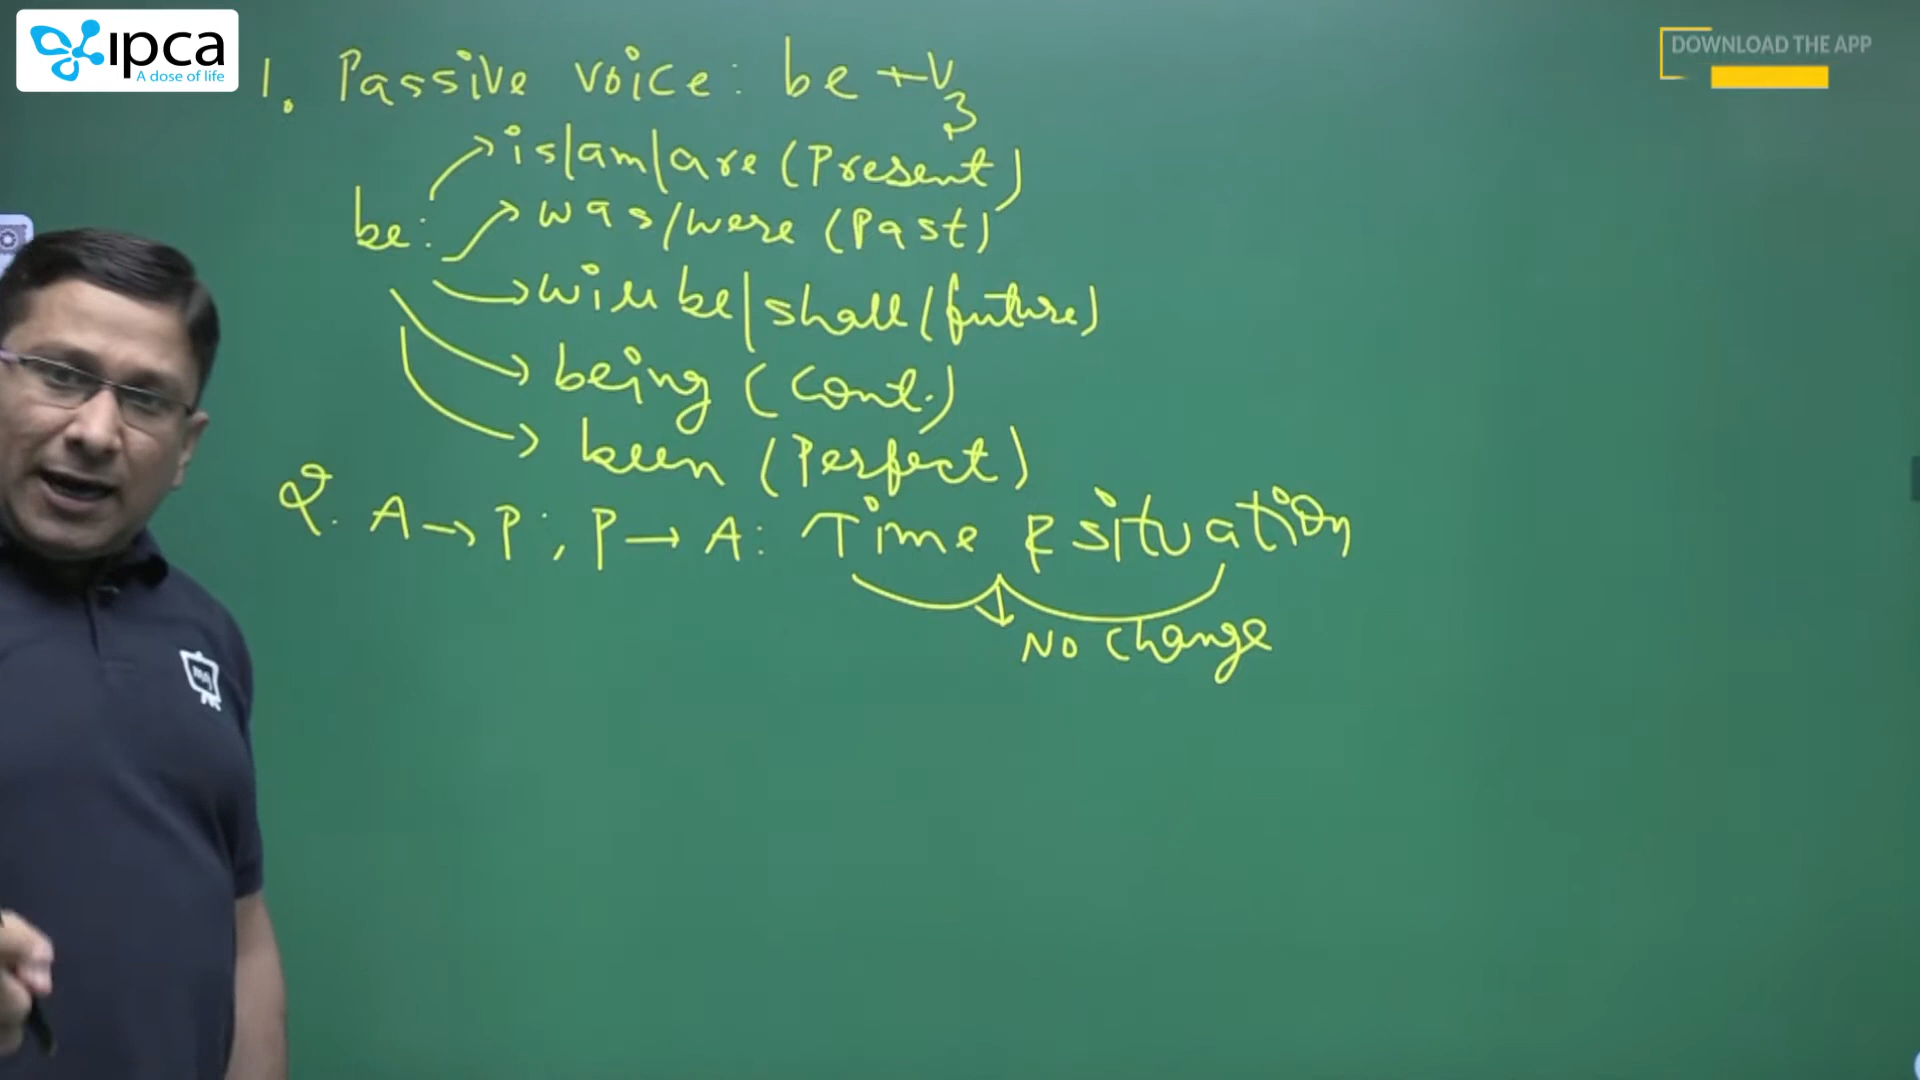 ipca
A dose of life
DOWNLOAD THE APP
1. Passive voice: be + V3
is/am/are (Present)
be:
was/were (Past)
will be/shall (future)
being (Cont.)
been (Perfect)
2. A → P ; P → A: Time & situation
No change